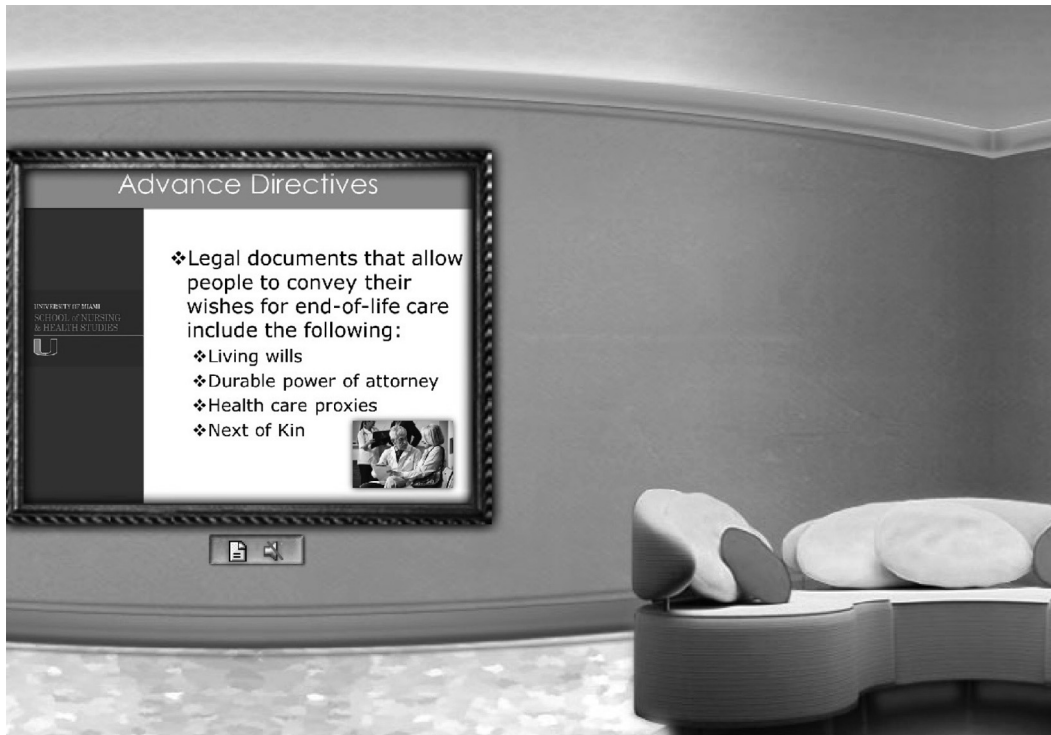 Advance Directives
❖Legal documents that allow
people to convey their
wishes for end-of-life care
include the following:
❖Living wills
❖Durable power of attorney
❖Health care proxies
❖Next of Kin
UNIVERSITY OF MIAMI
SCHOOL of NURSING
& HEALTH STUDIES
U